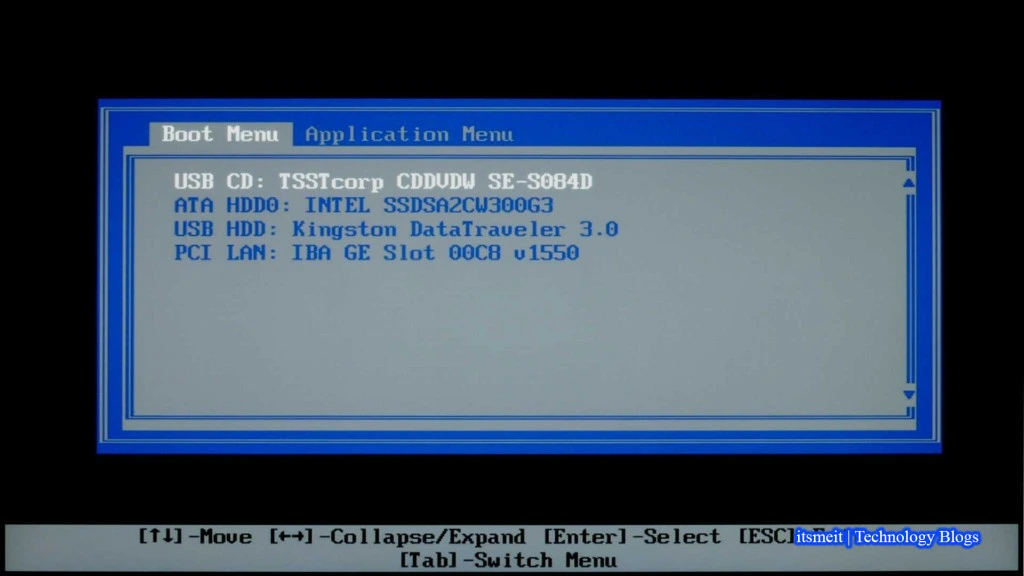 Boot Menu Application Menu
USB CD: TSSTcorp CDDVDW SE-S084D
ATA HDD0: INTEL SSDSA2CW300G3
USB HDD: Kingston DataTraveler 3.0
PCI LAN: IBA GE Slot 00C8 v1550
[↑↓]-Move [←→]-Collapse/Expand [Enter]-Select [ESC]
itsmeit | Technology Blogs
[Tab]-Switch Menu